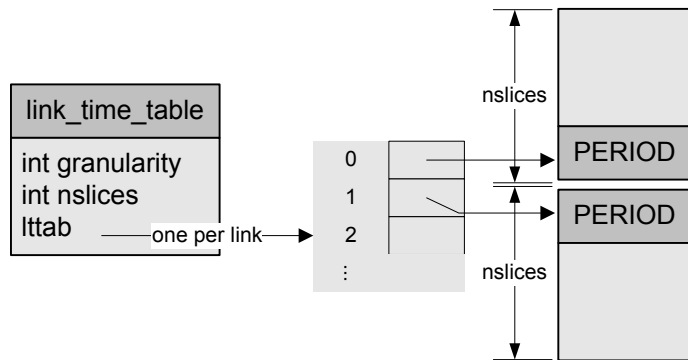 link_time_table
int granularity
int nslices
lttab
one per link
0
1
2
⋮
nslices
PERIOD
PERIOD
nslices